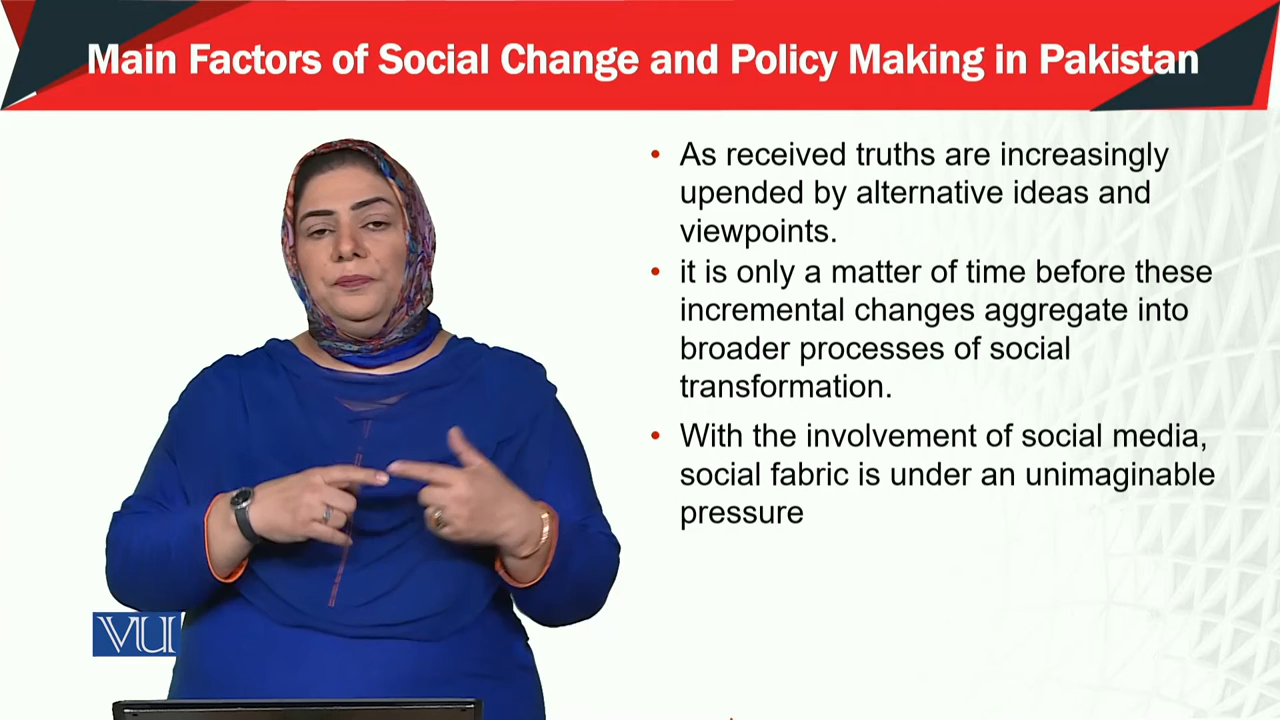 Main Factors of Social Change and Policy Making in Pakistan
• As received truths are increasingly
upended by alternative ideas and
viewpoints.
• it is only a matter of time before these
incremental changes aggregate into
broader processes of social
transformation.
• With the involvement of social media,
social fabric is under an unimaginable
pressure
VU